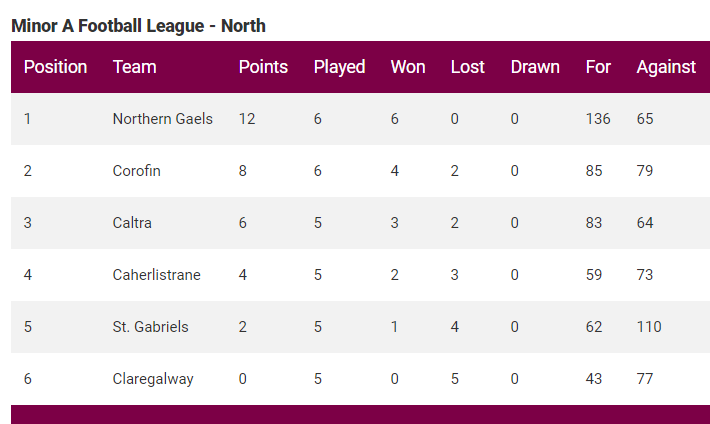 Minor A Football League - North
Position Team Points Played Won Lost Drawn For Against
1 Northern Gaels 12 6 6 0 0 136 65
2 Corofin 8 6 4 2 0 85 79
3 Caltra 6 5 3 2 0 83 64
4 Caherlistrane 4 5 2 3 0 59 73
5 St. Gabriels 2 5 1 4 0 62 110
6 Claregalway 0 5 0 5 0 43 77